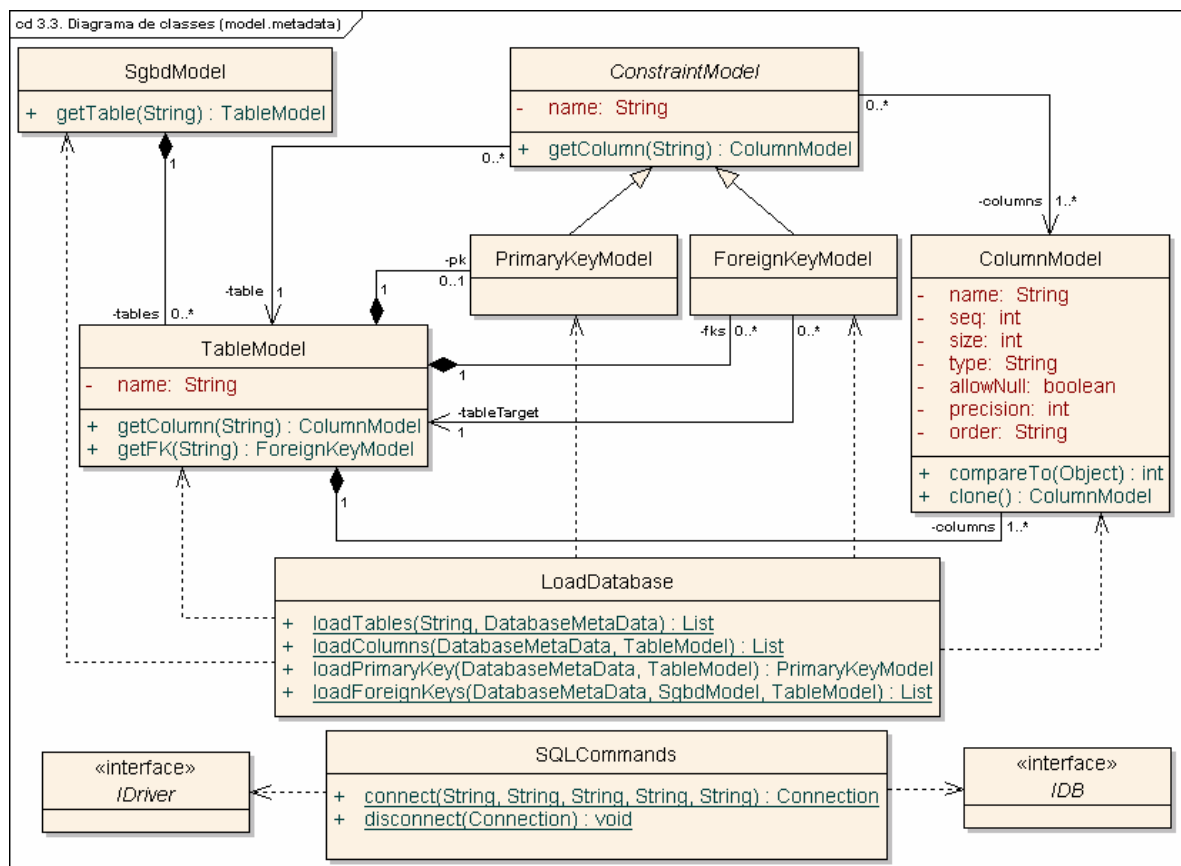 cd 3.3. Diagrama de classes (model.metadata)
SgbdModel
+ getTable(String) : TableModel
1
-tables 0..*
ConstraintModel
- name: String
+ getColumn(String) : ColumnModel
0..*
0..*
-columns 1..*
-table 1
PrimaryKeyModel
-pk
0..1
1
ForeignKeyModel
-fks 0..* 0..*
1
-tableTarget
1
ColumnModel
- name: String
- seq: int
- size: int
- type: String
- allowNull: boolean
- precision: int
- order: String
+ compareTo(Object) : int
+ clone() : ColumnModel
-columns 1..*
TableModel
- name: String
+ getColumn(String) : ColumnModel
+ getFK(String) : ForeignKeyModel
1
LoadDatabase
+ loadTables(String, DatabaseMetaData) : List
+ loadColumns(DatabaseMetaData, TableModel) : List
+ loadPrimaryKey(DatabaseMetaData, TableModel) : PrimaryKeyModel
+ loadForeignKeys(DatabaseMetaData, SgbdModel, TableModel) : List
«interface»
IDriver
SQLCommands
+ connect(String, String, String, String, String) : Connection
+ disconnect(Connection) : void
«interface»
IDB